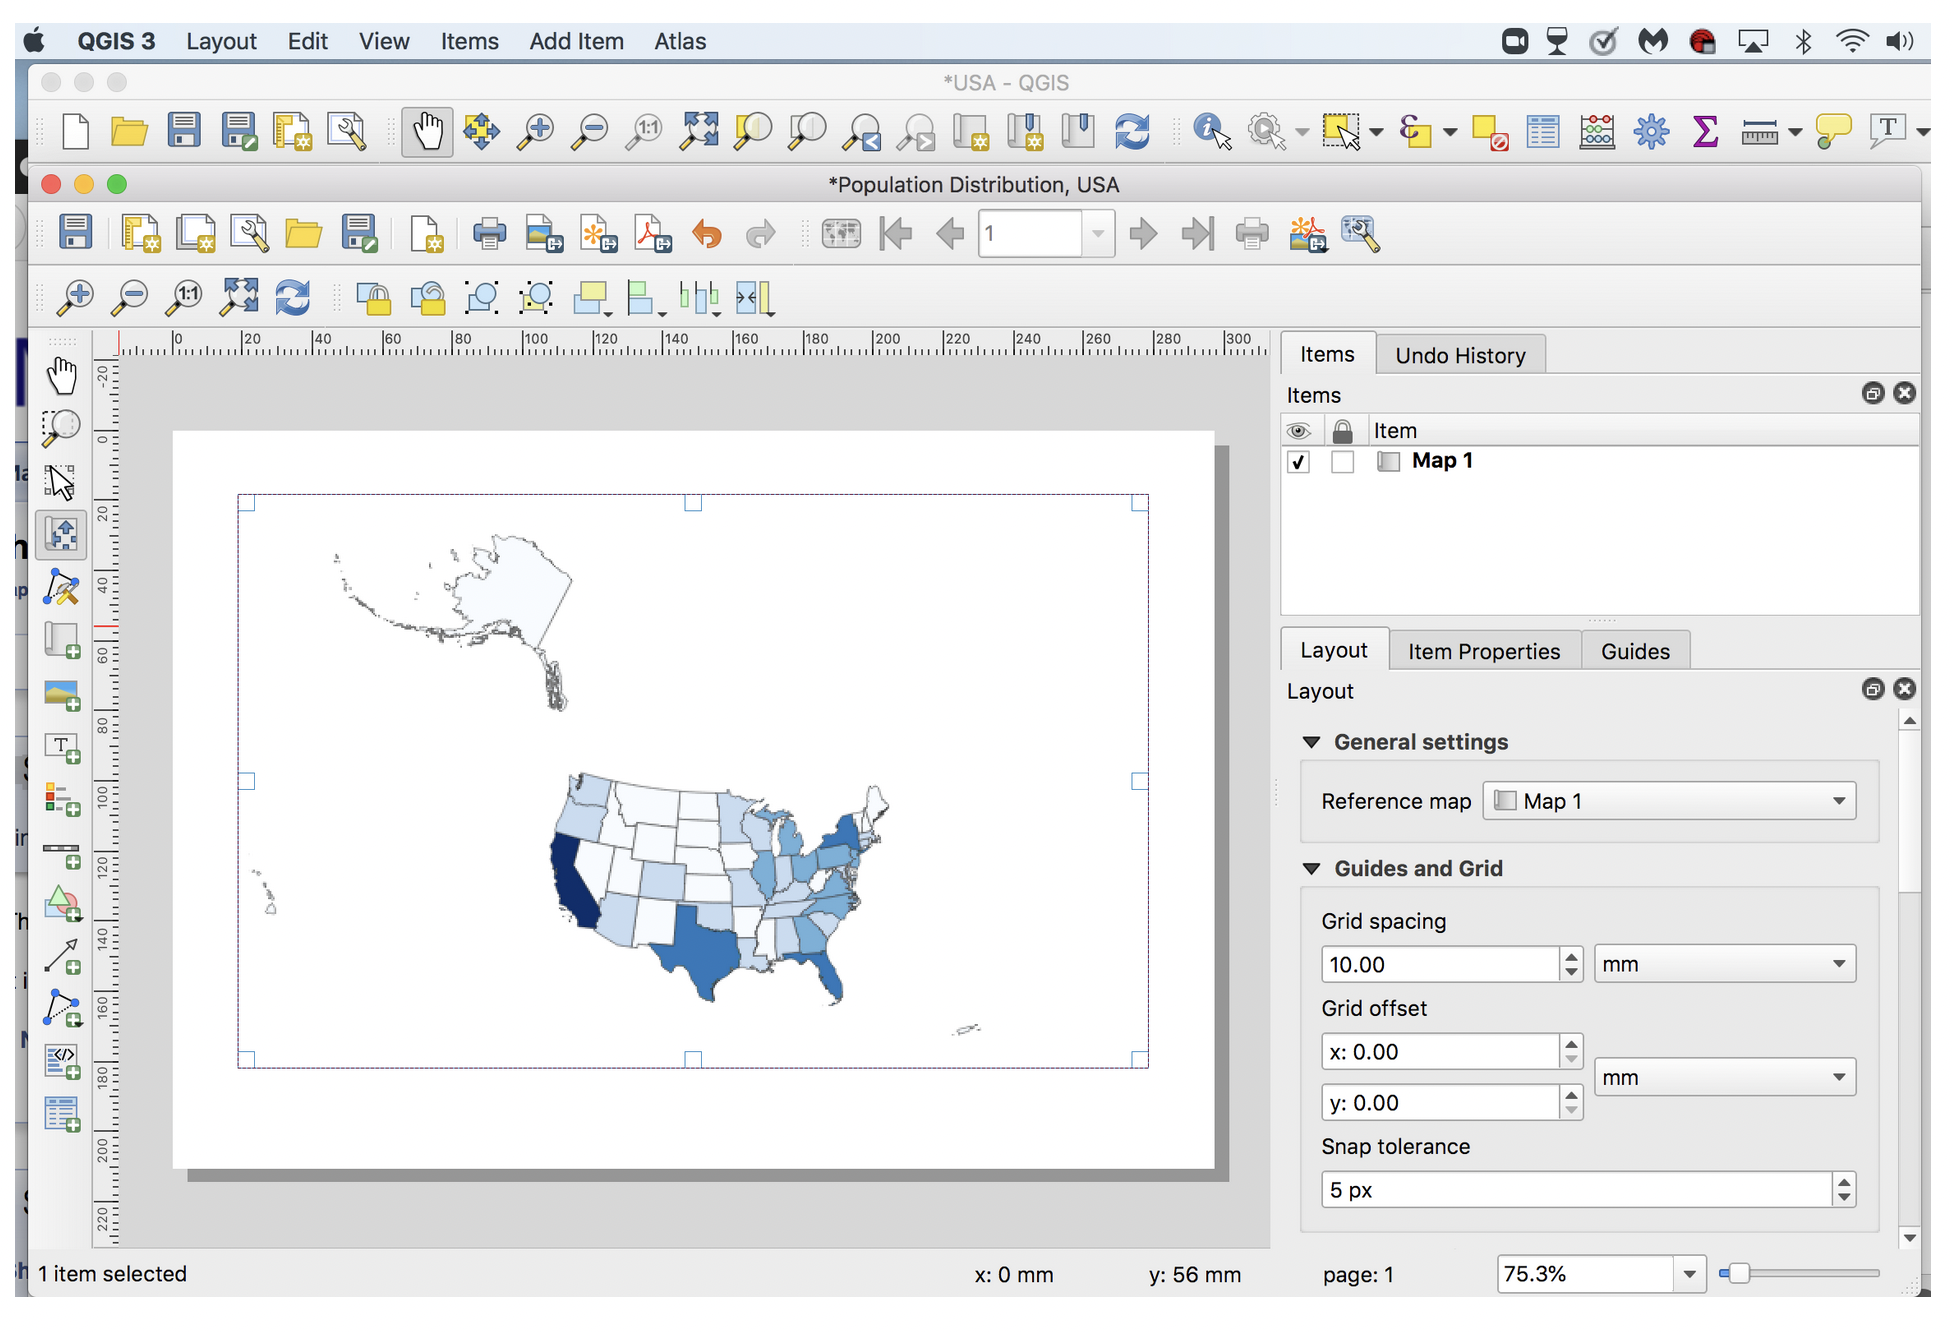 QGIS 3 Layout Edit View Items Add Item Atlas
*USA - QGIS
1:1
T
*Population Distribution, USA
1
1:1
0 20 40 60 80 100 120 140 160 180 200 220 240 260 280 300
-20
0
20
40
60
80
100
120
140
160
180
200
220
T
Items Undo History
Items
Item
Map 1
Layout Item Properties Guides
Layout
General settings
Reference map Map 1
Guides and Grid
Grid spacing
10.00 mm
Grid offset
x: 0.00
mm
y: 0.00
Snap tolerance
5 px
1 item selected x: 0 mm y: 56 mm page: 1 75.3%